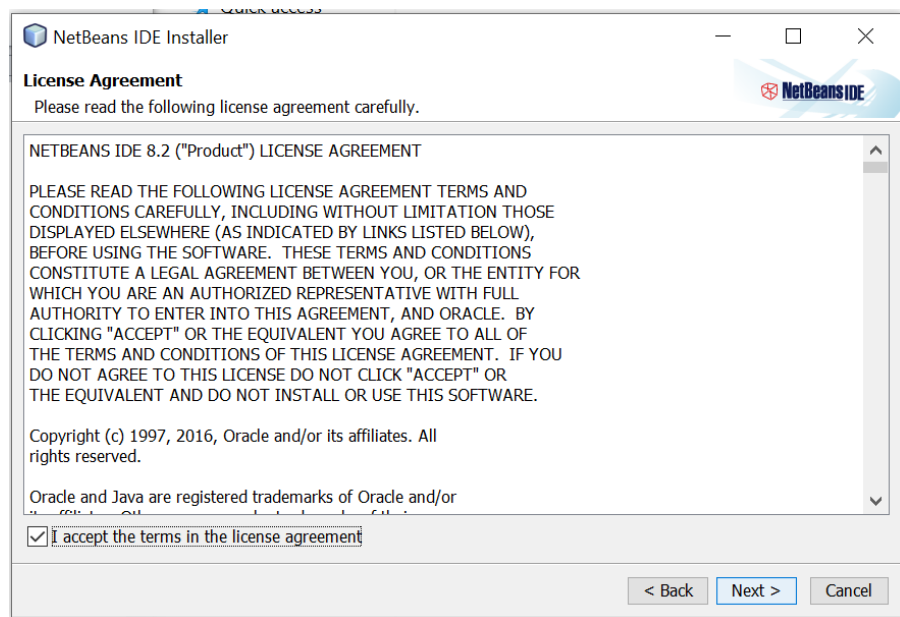 Quick access
NetBeans IDE Installer
License Agreement
Please read the following license agreement carefully.
NetBeans IDE
NETBEANS IDE 8.2 ("Product") LICENSE AGREEMENT
PLEASE READ THE FOLLOWING LICENSE AGREEMENT TERMS AND
CONDITIONS CAREFULLY, INCLUDING WITHOUT LIMITATION THOSE
DISPLAYED ELSEWHERE (AS INDICATED BY LINKS LISTED BELOW),
BEFORE USING THE SOFTWARE.  THESE TERMS AND CONDITIONS
CONSTITUTE A LEGAL AGREEMENT BETWEEN YOU, OR THE ENTITY FOR
WHICH YOU ARE AN AUTHORIZED REPRESENTATIVE WITH FULL
AUTHORITY TO ENTER INTO THIS AGREEMENT, AND ORACLE.  BY
CLICKING "ACCEPT" OR THE EQUIVALENT YOU AGREE TO ALL OF
THE TERMS AND CONDITIONS OF THIS LICENSE AGREEMENT.  IF YOU
DO NOT AGREE TO THIS LICENSE DO NOT CLICK "ACCEPT" OR
THE EQUIVALENT AND DO NOT INSTALL OR USE THIS SOFTWARE.
Copyright (c) 1997, 2016, Oracle and/or its affiliates. All
rights reserved.
Oracle and Java are registered trademarks of Oracle and/or
I accept the terms in the license agreement
< Back
Next >
Cancel